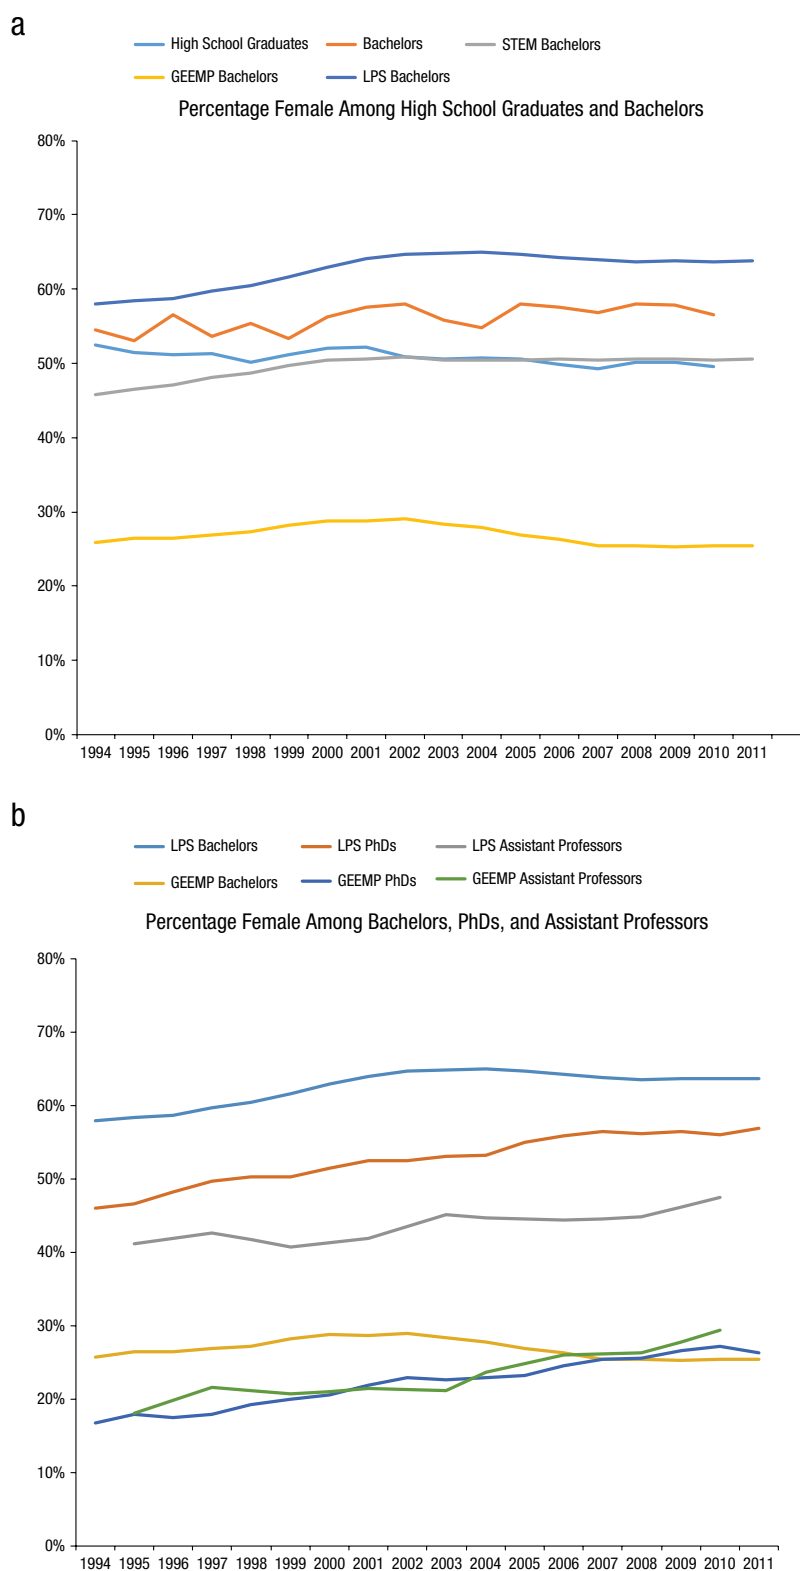 a
High School Graduates Bachelors STEM Bachelors
GEEMP Bachelors LPS Bachelors
Percentage Female Among High School Graduates and Bachelors
80%
70%
60%
50%
40%
30%
20%
10%
0%
1994 1995 1996 1997 1998 1999 2000 2001 2002 2003 2004 2005 2006 2007 2008 2009 2010 2011
b
LPS Bachelors LPS PhDs LPS Assistant Professors
GEEMP Bachelors GEEMP PhDs GEEMP Assistant Professors
Percentage Female Among Bachelors, PhDs, and Assistant Professors
80%
70%
60%
50%
40%
30%
20%
10%
0%
1994 1995 1996 1997 1998 1999 2000 2001 2002 2003 2004 2005 2006 2007 2008 2009 2010 2011